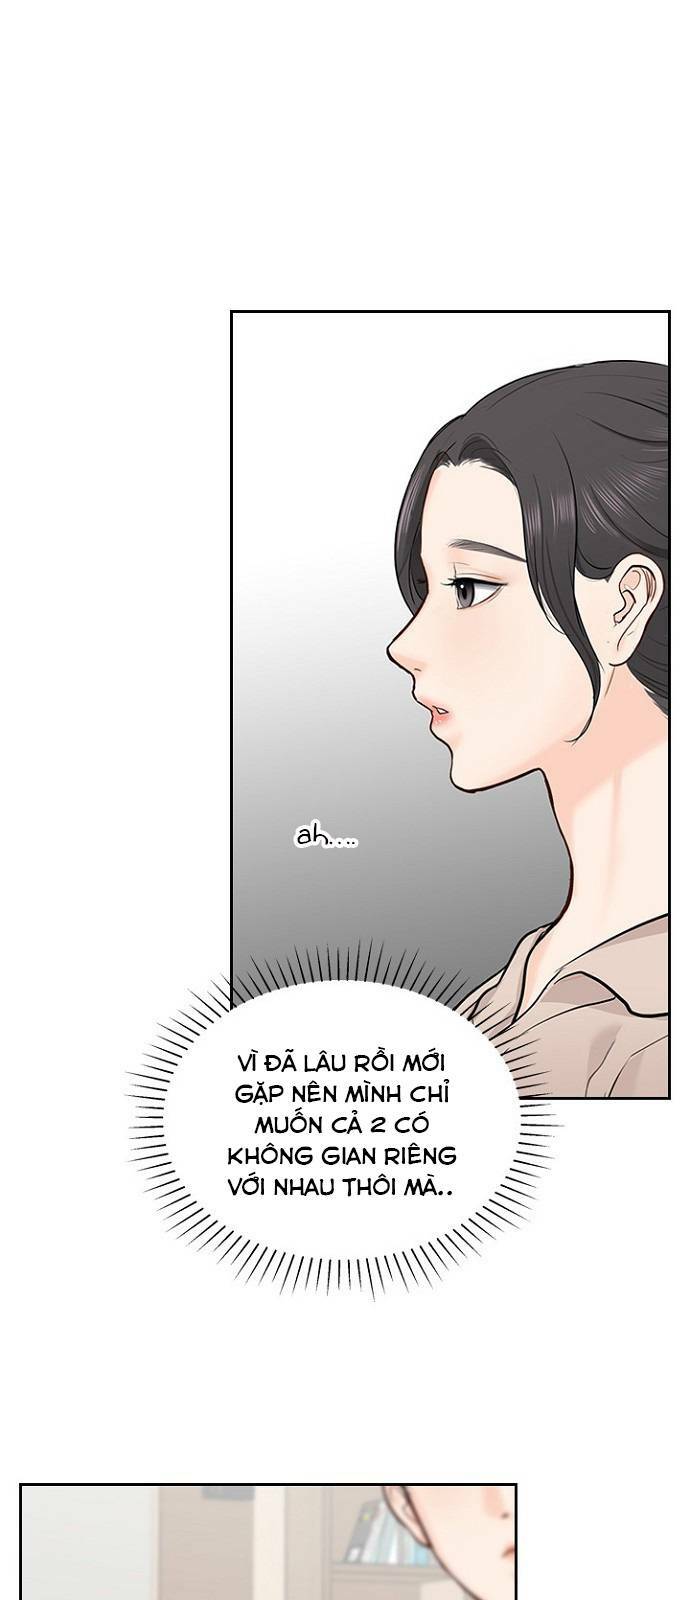 ah....
VÌ ĐÃ LÂU RỒI MỚI
GẶP NÊN MÌNH CHỈ
MUỐN CẢ 2 CÓ
KHÔNG GIAN RIÊNG
VỚI NHAU THÔI MÀ..